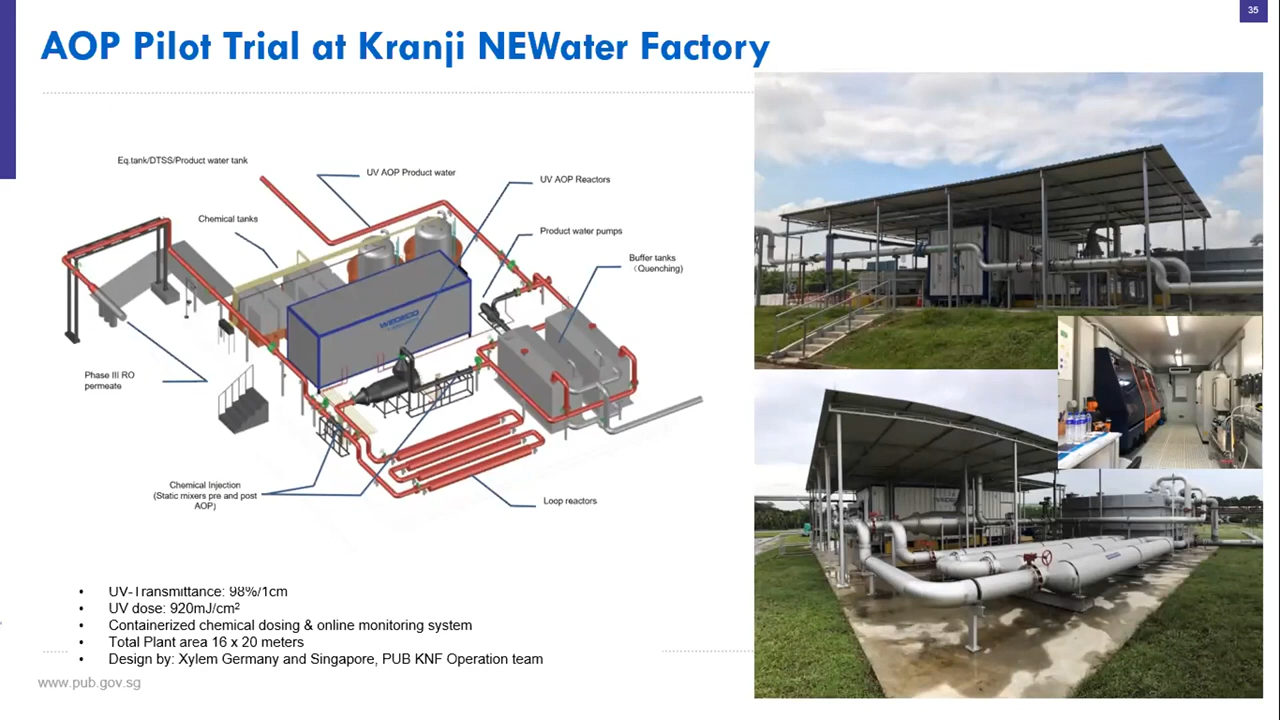 35
AOP Pilot Trial at Kranji NEWater Factory
Eq.tank/DTSS/Product water tank
UV AOP Product water
UV AOP Reactors
Chemical tanks
Product water pumps
Buffer tanks
(Quenching)
WEDECO
Phase III RO
permeate
Chemical Injection
(Static mixers pre and post
AOP)
Loop reactors
• UV-Transmittance: 98%/1cm
• UV dose: 920mJ/cm²
• Containerized chemical dosing & online monitoring system
• Total Plant area 16 x 20 meters
• Design by: Xylem Germany and Singapore, PUB KNF Operation team
www.pub.gov.sg